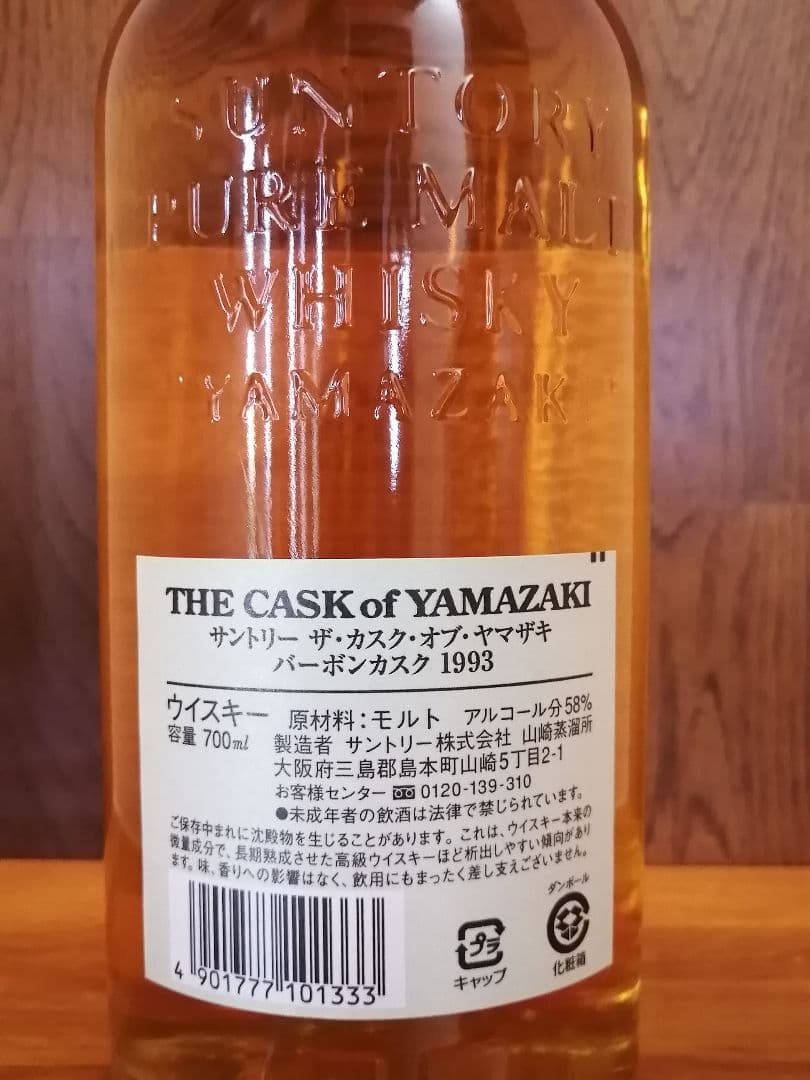 SUNTORY
PURE MALT
WHISKY
YAMAZAKI
THE CASK of YAMAZAKI
サントリー ザ・カスク・オブ・ヤマザキ
バーボンカスク 1993
ウイスキー 原材料:モルト アルコール分58%
容量 700ml 製造者 サントリー株式会社 山崎蒸溜所
大阪府三島郡島本町山崎5丁目2-1
お客様センター 0120-139-310
●未成年者の飲酒は法律で禁じられています。
ご保存中まれに沈殿物を生じることがあります。これは、ウイスキー本来の
微量成分で、長期熟成させた高級ウイスキーほど析出しやすい傾向があり
ます。味、香りへの影響はなく、飲用にもまったく差し支えございません。
4 901777 101333
プラ
キャップ
ダンボール
化粧箱